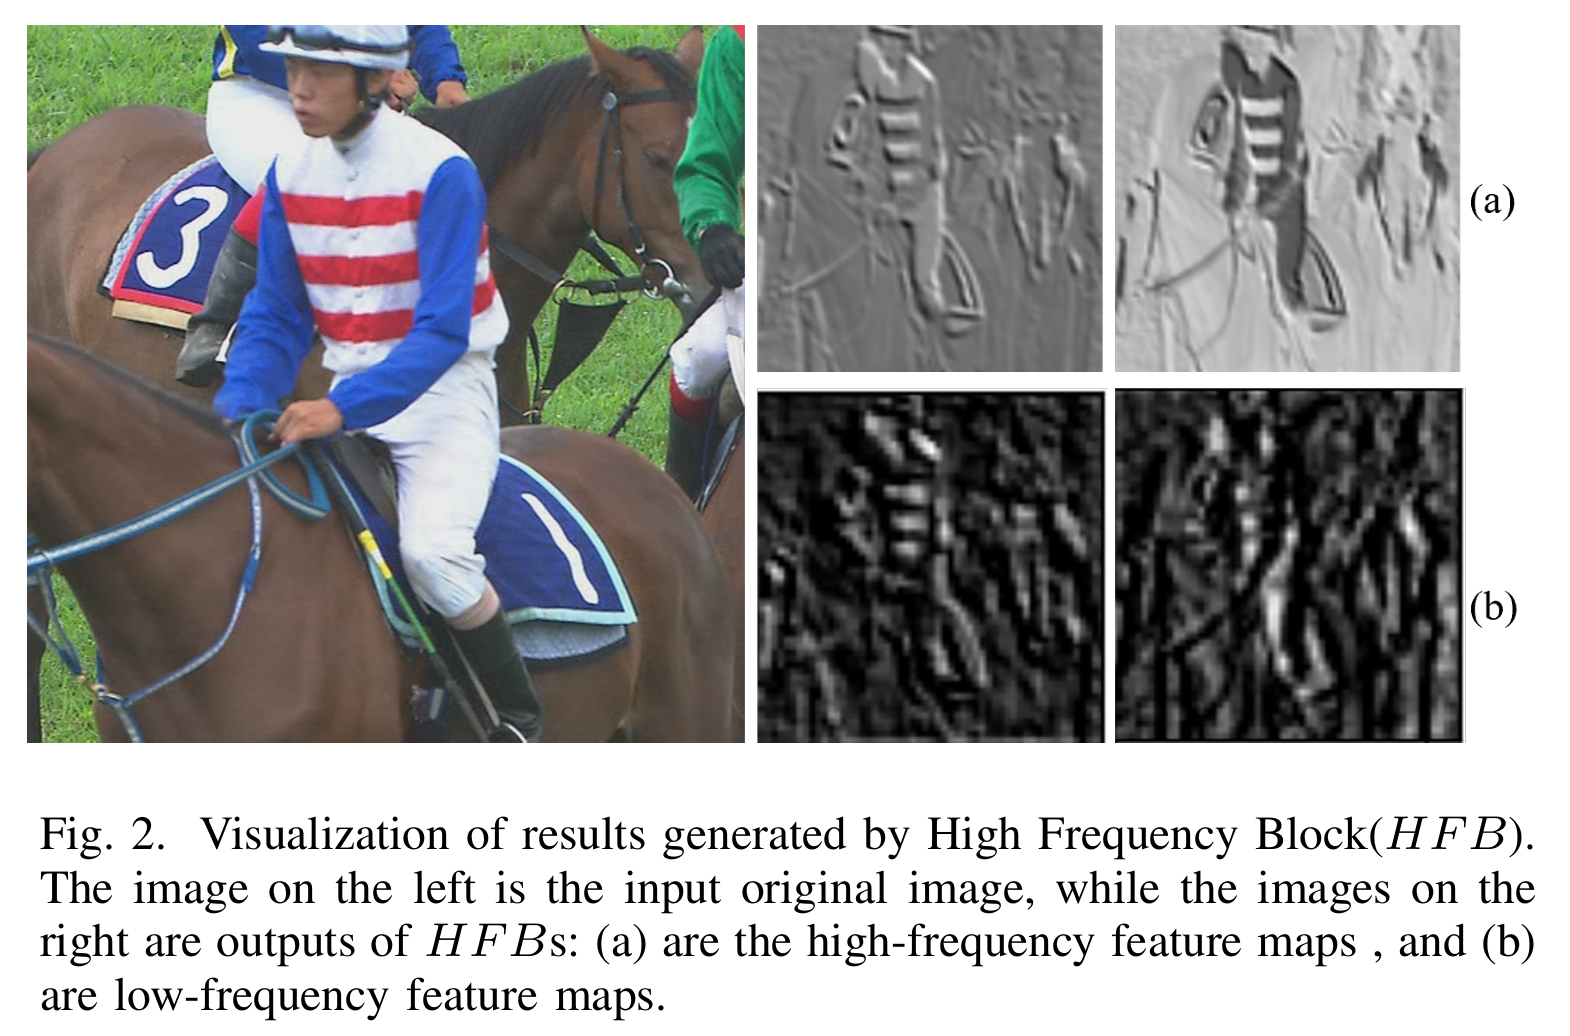 3
1
(a)
(b)
Fig. 2. Visualization of results generated by High Frequency Block(HFB).
The image on the left is the input original image, while the images on the
right are outputs of HFBs: (a) are the high-frequency feature maps , and (b)
are low-frequency feature maps.